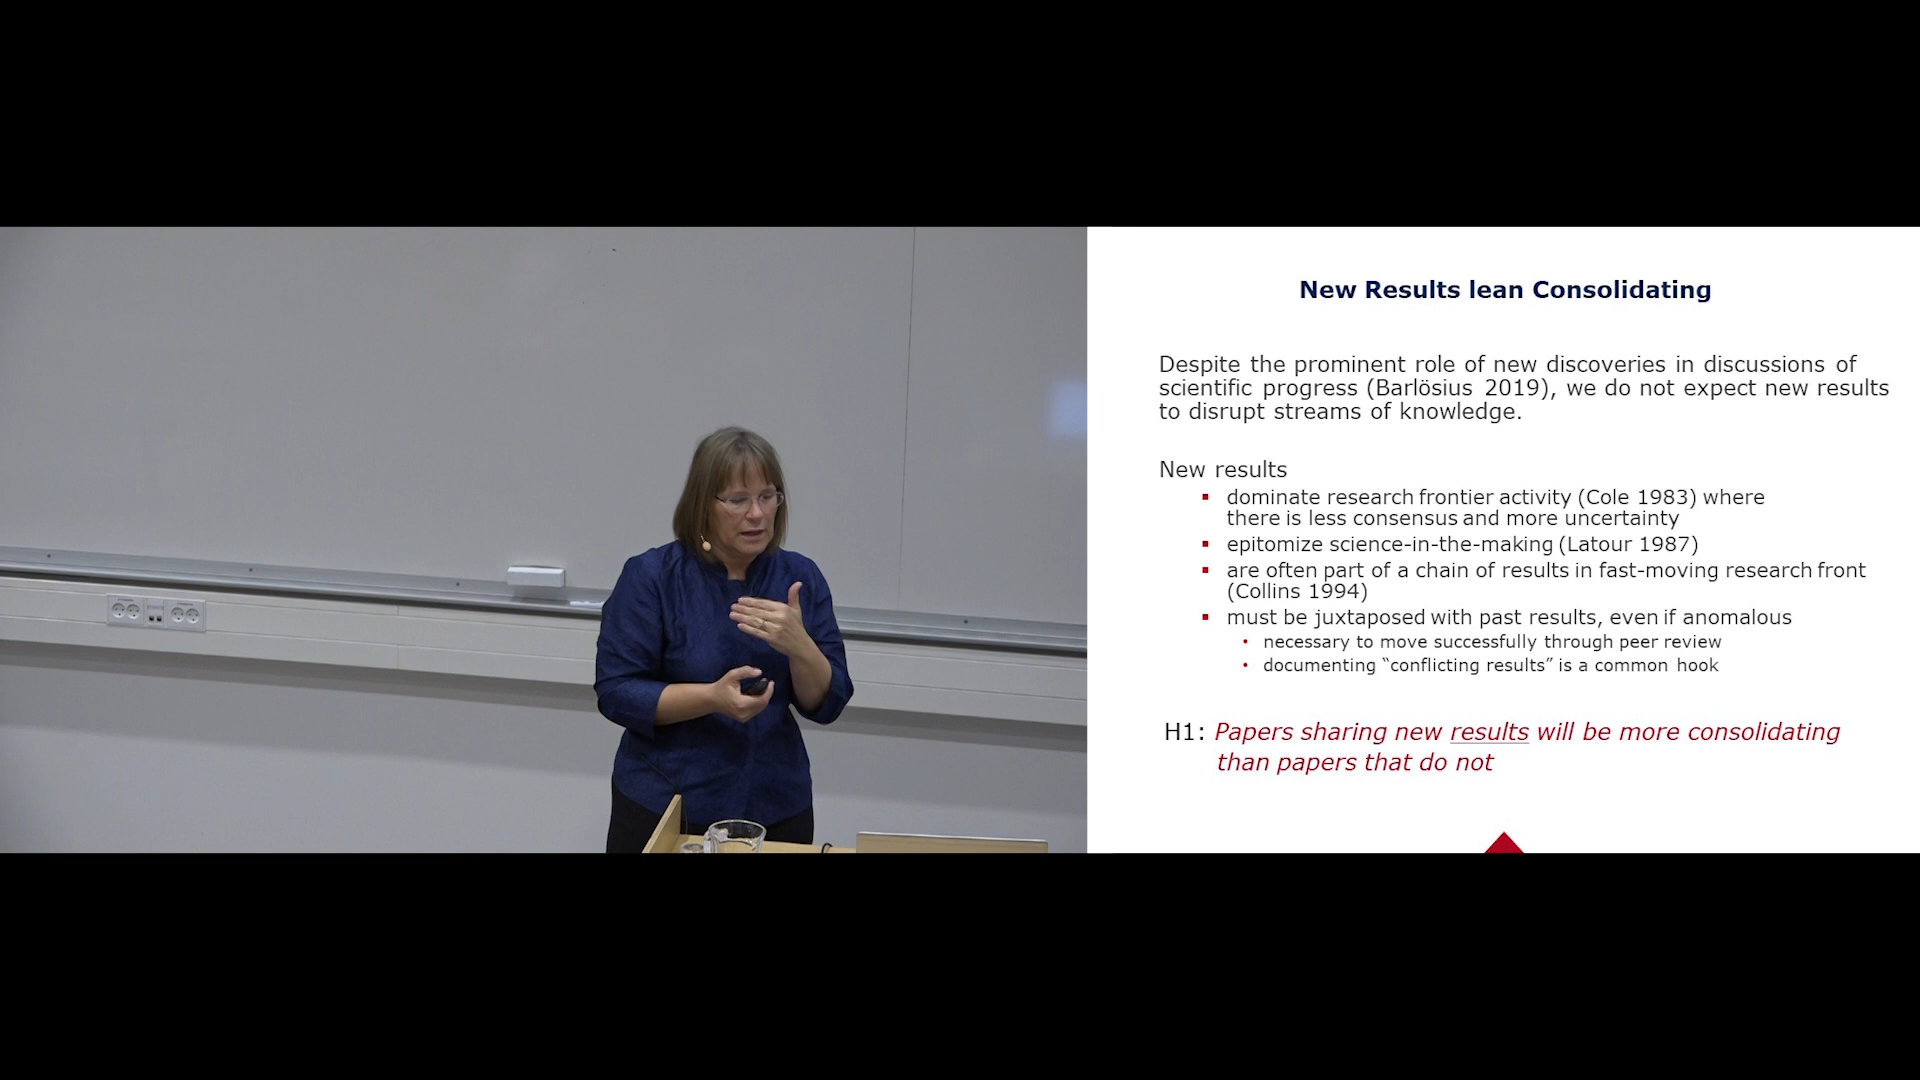 New Results lean Consolidating
Despite the prominent role of new discoveries in discussions of
scientific progress (Barlösius 2019), we do not expect new results
to disrupt streams of knowledge.
New results
▪ dominate research frontier activity (Cole 1983) where
there is less consensus and more uncertainty
▪ epitomize science-in-the-making (Latour 1987)
▪ are often part of a chain of results in fast-moving research front
(Collins 1994)
▪ must be juxtaposed with past results, even if anomalous
• necessary to move successfully through peer review
• documenting “conflicting results” is a common hook
H1: Papers sharing new results will be more consolidating
than papers that do not